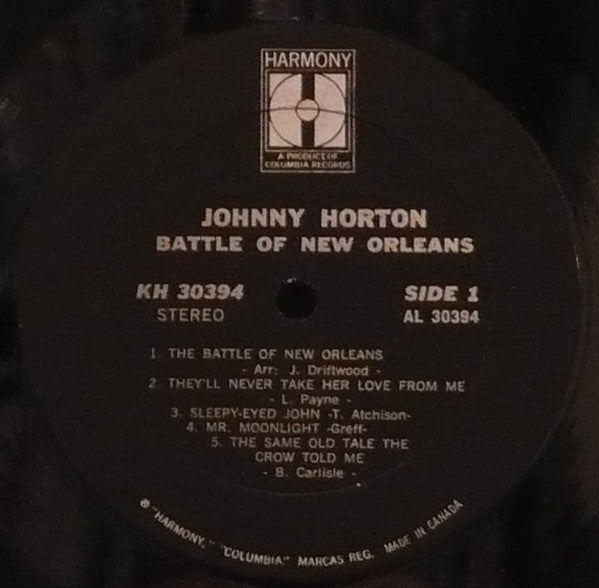 HARMONY
A PRODUCT OF
COLUMBIA RECORDS
JOHNNY HORTON
BATTLE OF NEW ORLEANS
KH 30394 SIDE 1
STEREO AL 30394
1. THE BATTLE OF NEW ORLEANS
- Arr: J. Driftwood -
2. THEY'LL NEVER TAKE HER LOVE FROM ME
- L. Payne -
3. SLEEPY-EYED JOHN -T. Atchison-
4. MR. MOONLIGHT -Greff-
5. THE SAME OLD TALE THE
CROW TOLD ME
- B. Carlisle -
® "HARMONY," "COLUMBIA," MARCAS REG. MADE IN CANADA